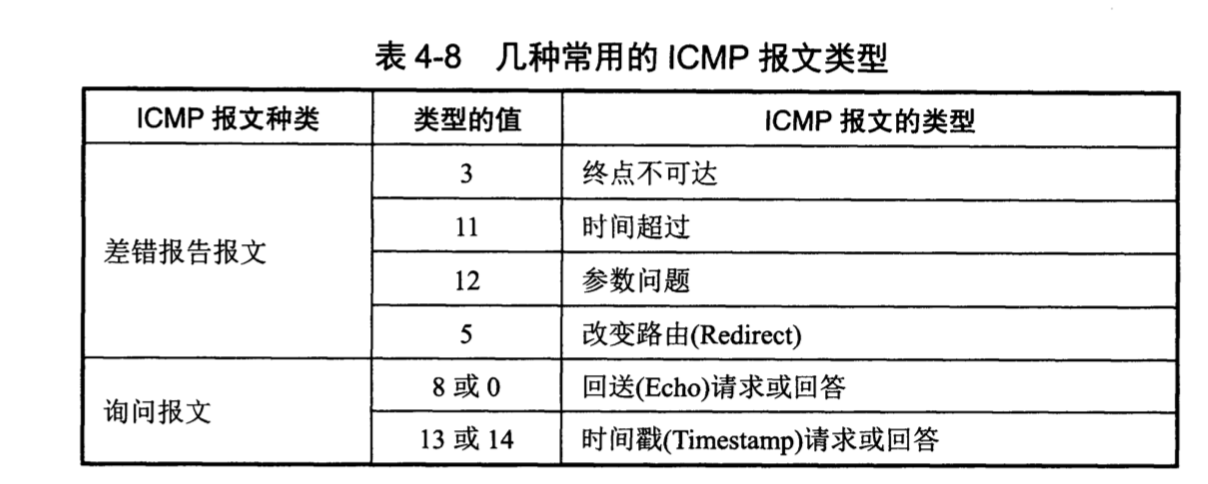 表 4-8 几种常用的 ICMP 报文类型
ICMP 报文种类 类型的值 ICMP 报文的类型
3 终点不可达
11 时间超过
差错报告报文
12 参数问题
5 改变路由(Redirect)
8 或 0 回送(Echo)请求或回答
询问报文
13 或 14 时间戳(Timestamp)请求或回答